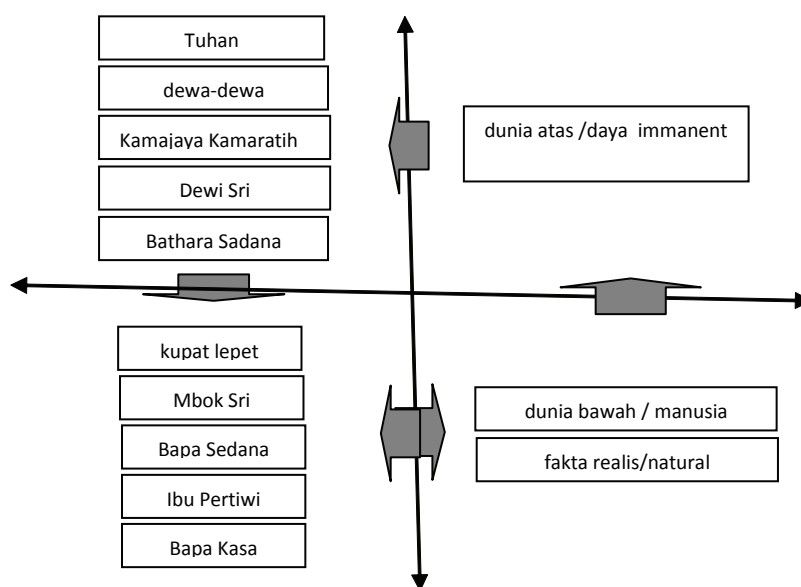 Tuhan
dewa-dewa
Kamajaya Kamaratih
Dewi Sri
Bathara Sadana
dunia atas /daya immanent
kupat lepet
Mbok Sri
Bapa Sedana
Ibu Pertiwi
Bapa Kasa
dunia bawah / manusia
fakta realis/natural